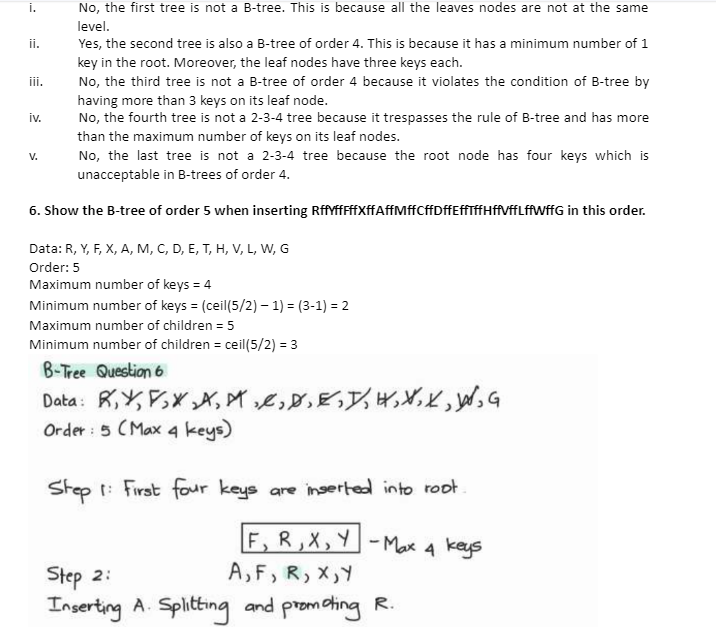 i. No, the first tree is not a B-tree. This is because all the leaves nodes are not at the same
level.
ii. Yes, the second tree is also a B-tree of order 4. This is because it has a minimum number of 1
key in the root. Moreover, the leaf nodes have three keys each.
iii. No, the third tree is not a B-tree of order 4 because it violates the condition of B-tree by
having more than 3 keys on its leaf node.
iv. No, the fourth tree is not a 2-3-4 tree because it trespasses the rule of B-tree and has more
than the maximum number of keys on its leaf nodes.
v. No, the last tree is not a 2-3-4 tree because the root node has four keys which is
unacceptable in B-trees of order 4.
6. Show the B-tree of order 5 when inserting RffYffFffXffAffMffCffDffEffTffHffVffLffWffG in this order.
Data: R, Y, F, X, A, M, C, D, E, T, H, V, L, W, G
Order: 5
Maximum number of keys = 4
Minimum number of keys = (ceil(5/2) – 1) = (3-1) = 2
Maximum number of children = 5
Minimum number of children = ceil(5/2) = 3
B-Tree Question 6
Data: R, Y, F, X, A, M, C, D, E, T, H, V, L, W, G
Order: 5 (Max 4 keys)
Step 1: First four keys are inserted into root.
F, R, X, Y - Max 4 keys
Step 2: A, F, R, X, Y
Inserting A. Splitting and promoting R.